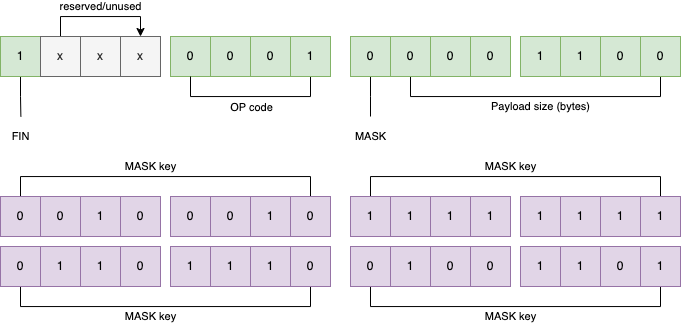 reserved/unused
1 x x x 0 0 0 1 0 0 0 0 1 1 0 0
OP code
Payload size (bytes)
FIN
MASK
MASK key
MASK key
0 0 1 0 0 0 1 0 1 1 1 1 1 1 1 1
0 1 1 0 1 1 1 0 0 1 0 0 1 1 0 1
MASK key
MASK key